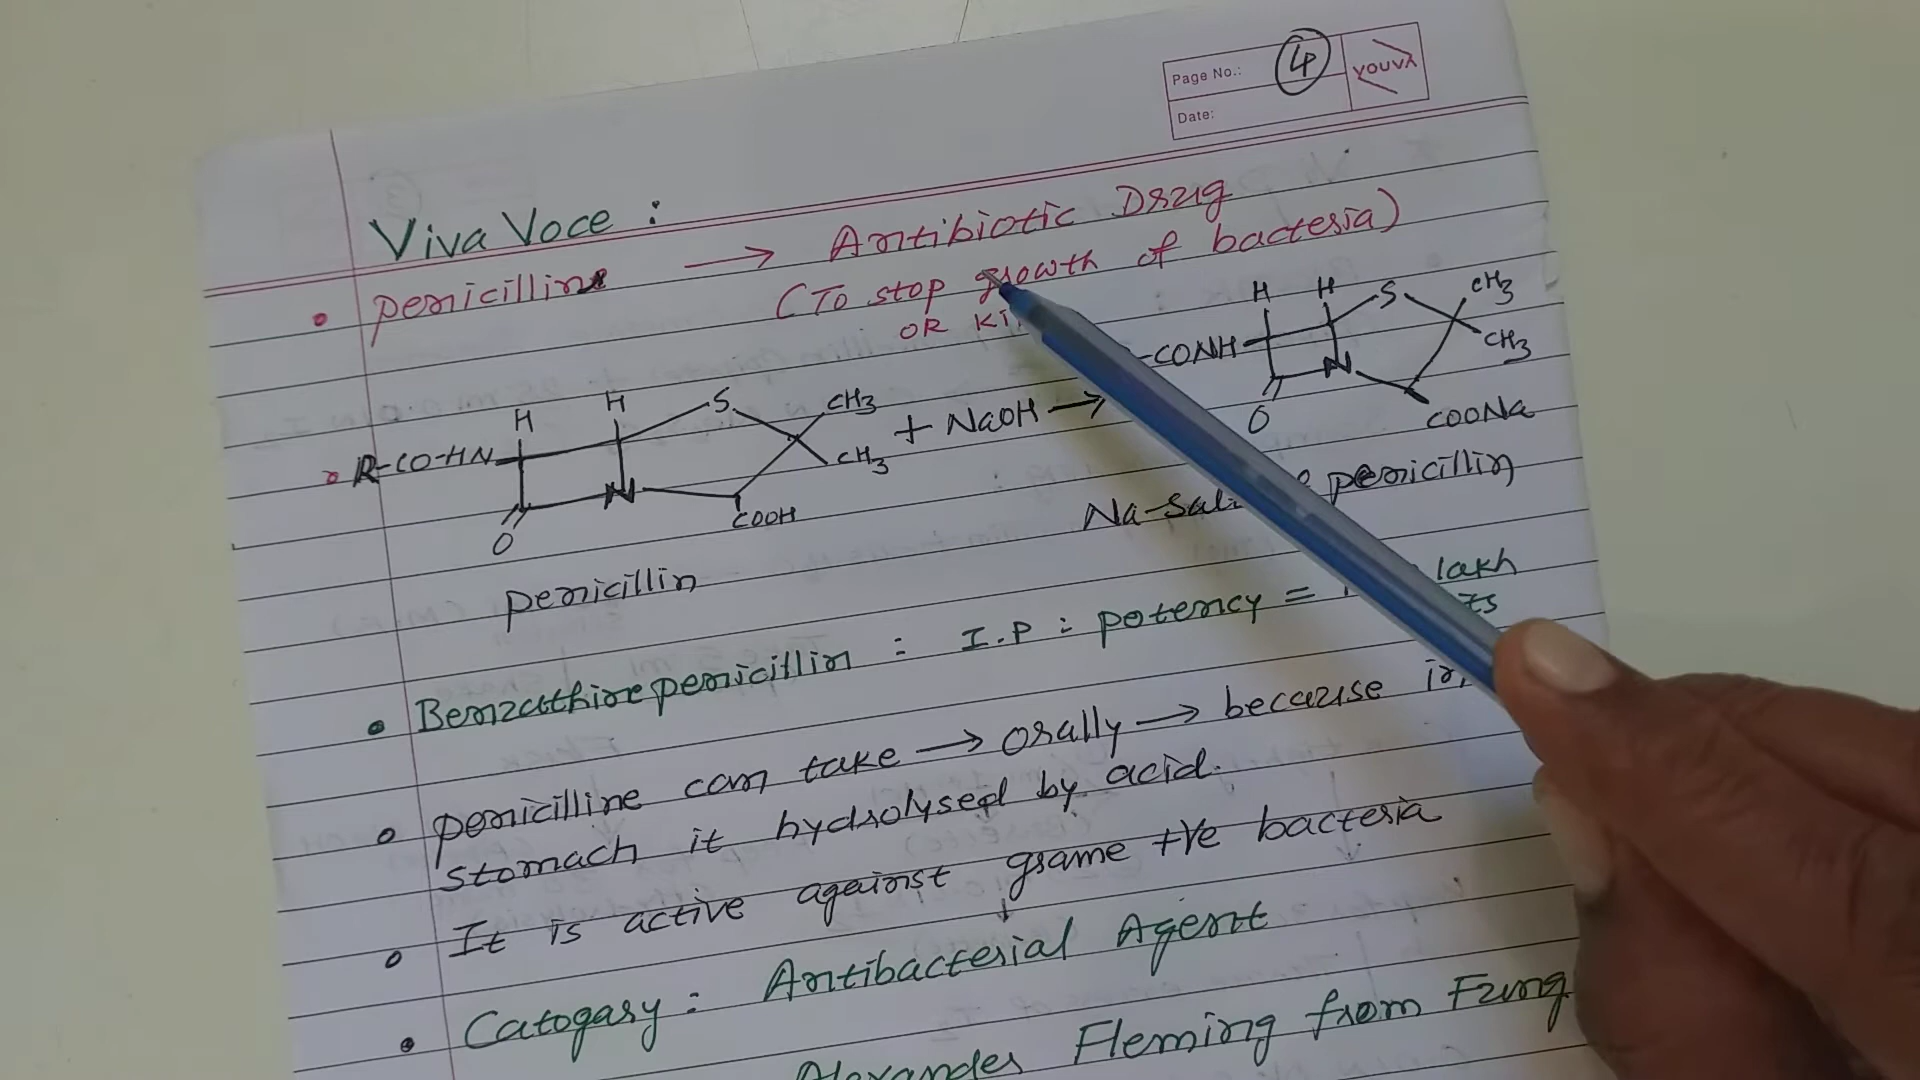 Page No.: 4
youva
Date:
Viva Voce :
penicilline → Antibiotic Drug
(To stop growth of bacteria)
OR
R-CO-HN H H S CH3 CH3 N O COOH + NaOH → -CONH H H S CH3 CH3 N O COONa
penicillin
Na-salt penicillin
Benzathine penicillin : I.P : potency = lakh
penicilline can take → orally → because in
stomach it hydrolysed by acid.
It is active against grame +ve bacteria
Catogary : Antibacterial Agent
Alexander Fleming from Fung